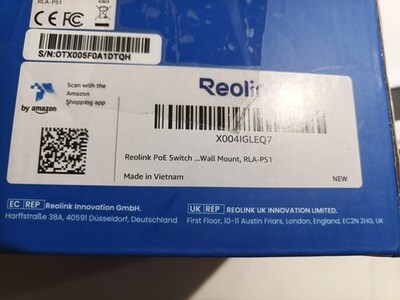 RLA-PS1
CE
S/N:OTX005F0A1DTQH
Scan with the
Amazon
Shopping app
by amazon
Reolink
X004IGLEQ7
Reolink PoE Switch ...Wall Mount, RLA-PS1
Made in Vietnam
NEW
EC REP Reolink Innovation GmbH.
Harffstraße 38A, 40591 Düsseldorf, Deutschland
UK REP REOLINK UK INNOVATION LIMITED.
First Floor, 10-11 Austin Friars, London, England, EC2N 2HG, UK